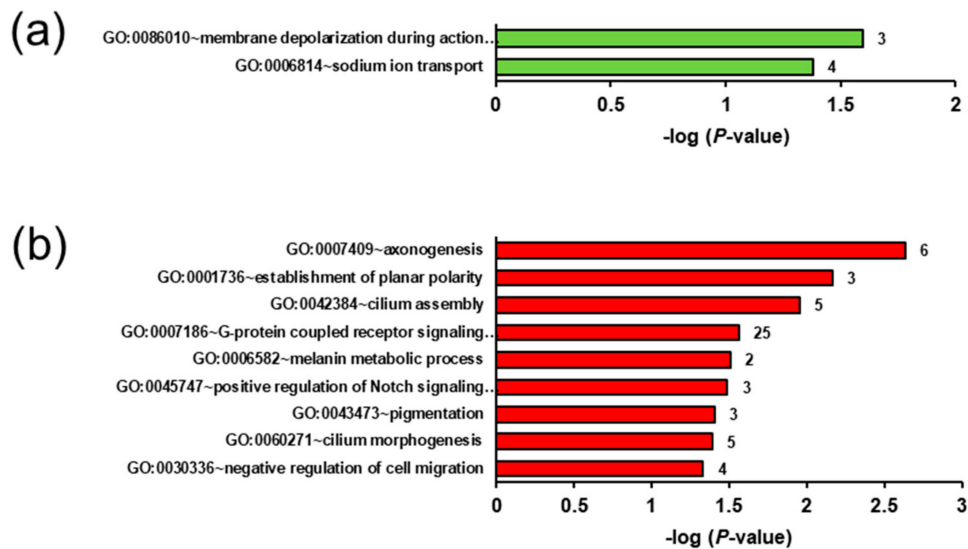 (a)
GO:0086010~membrane depolarization during action... 3
GO:0006814~sodium ion transport 4
0 0.5 1 1.5 2
-log (P-value)
(b)
GO:0007409~axonogenesis 6
GO:0001736~establishment of planar polarity 3
GO:0042384~cilium assembly 5
GO:0007186~G-protein coupled receptor signaling... 25
GO:0006582~melanin metabolic process 2
GO:0045747~positive regulation of Notch signaling... 3
GO:0043473~pigmentation 3
GO:0060271~cilium morphogenesis 5
GO:0030336~negative regulation of cell migration 4
0 0.5 1 1.5 2 2.5 3
-log (P-value)